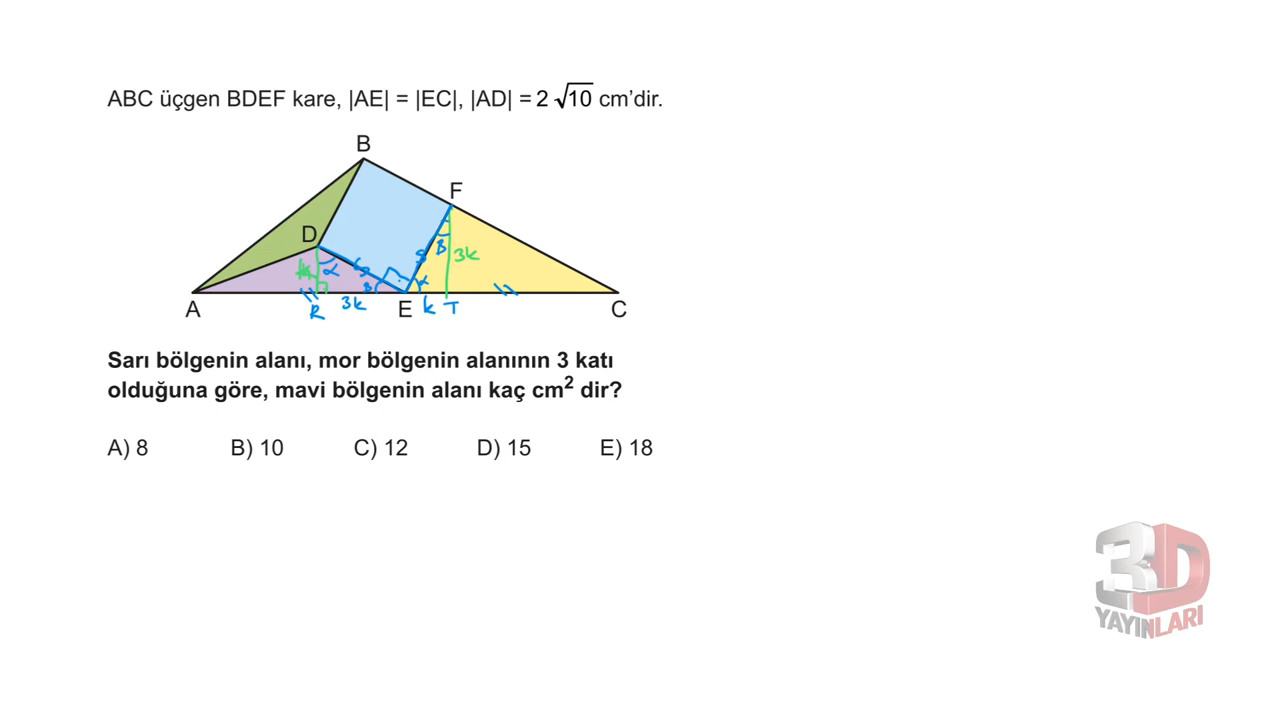 ABC üçgen BDEF kare, |AE| = |EC|, |AD| = 2√10 cm'dir.
B
F
D
α
S
S
B
3k
A
3k
B
E
α
k
T
R
C
Sarı bölgenin alanı, mor bölgenin alanının 3 katı
olduğuna göre, mavi bölgenin alanı kaç cm² dir?
A) 8 B) 10 C) 12 D) 15 E) 18
3D
YAYINLARI